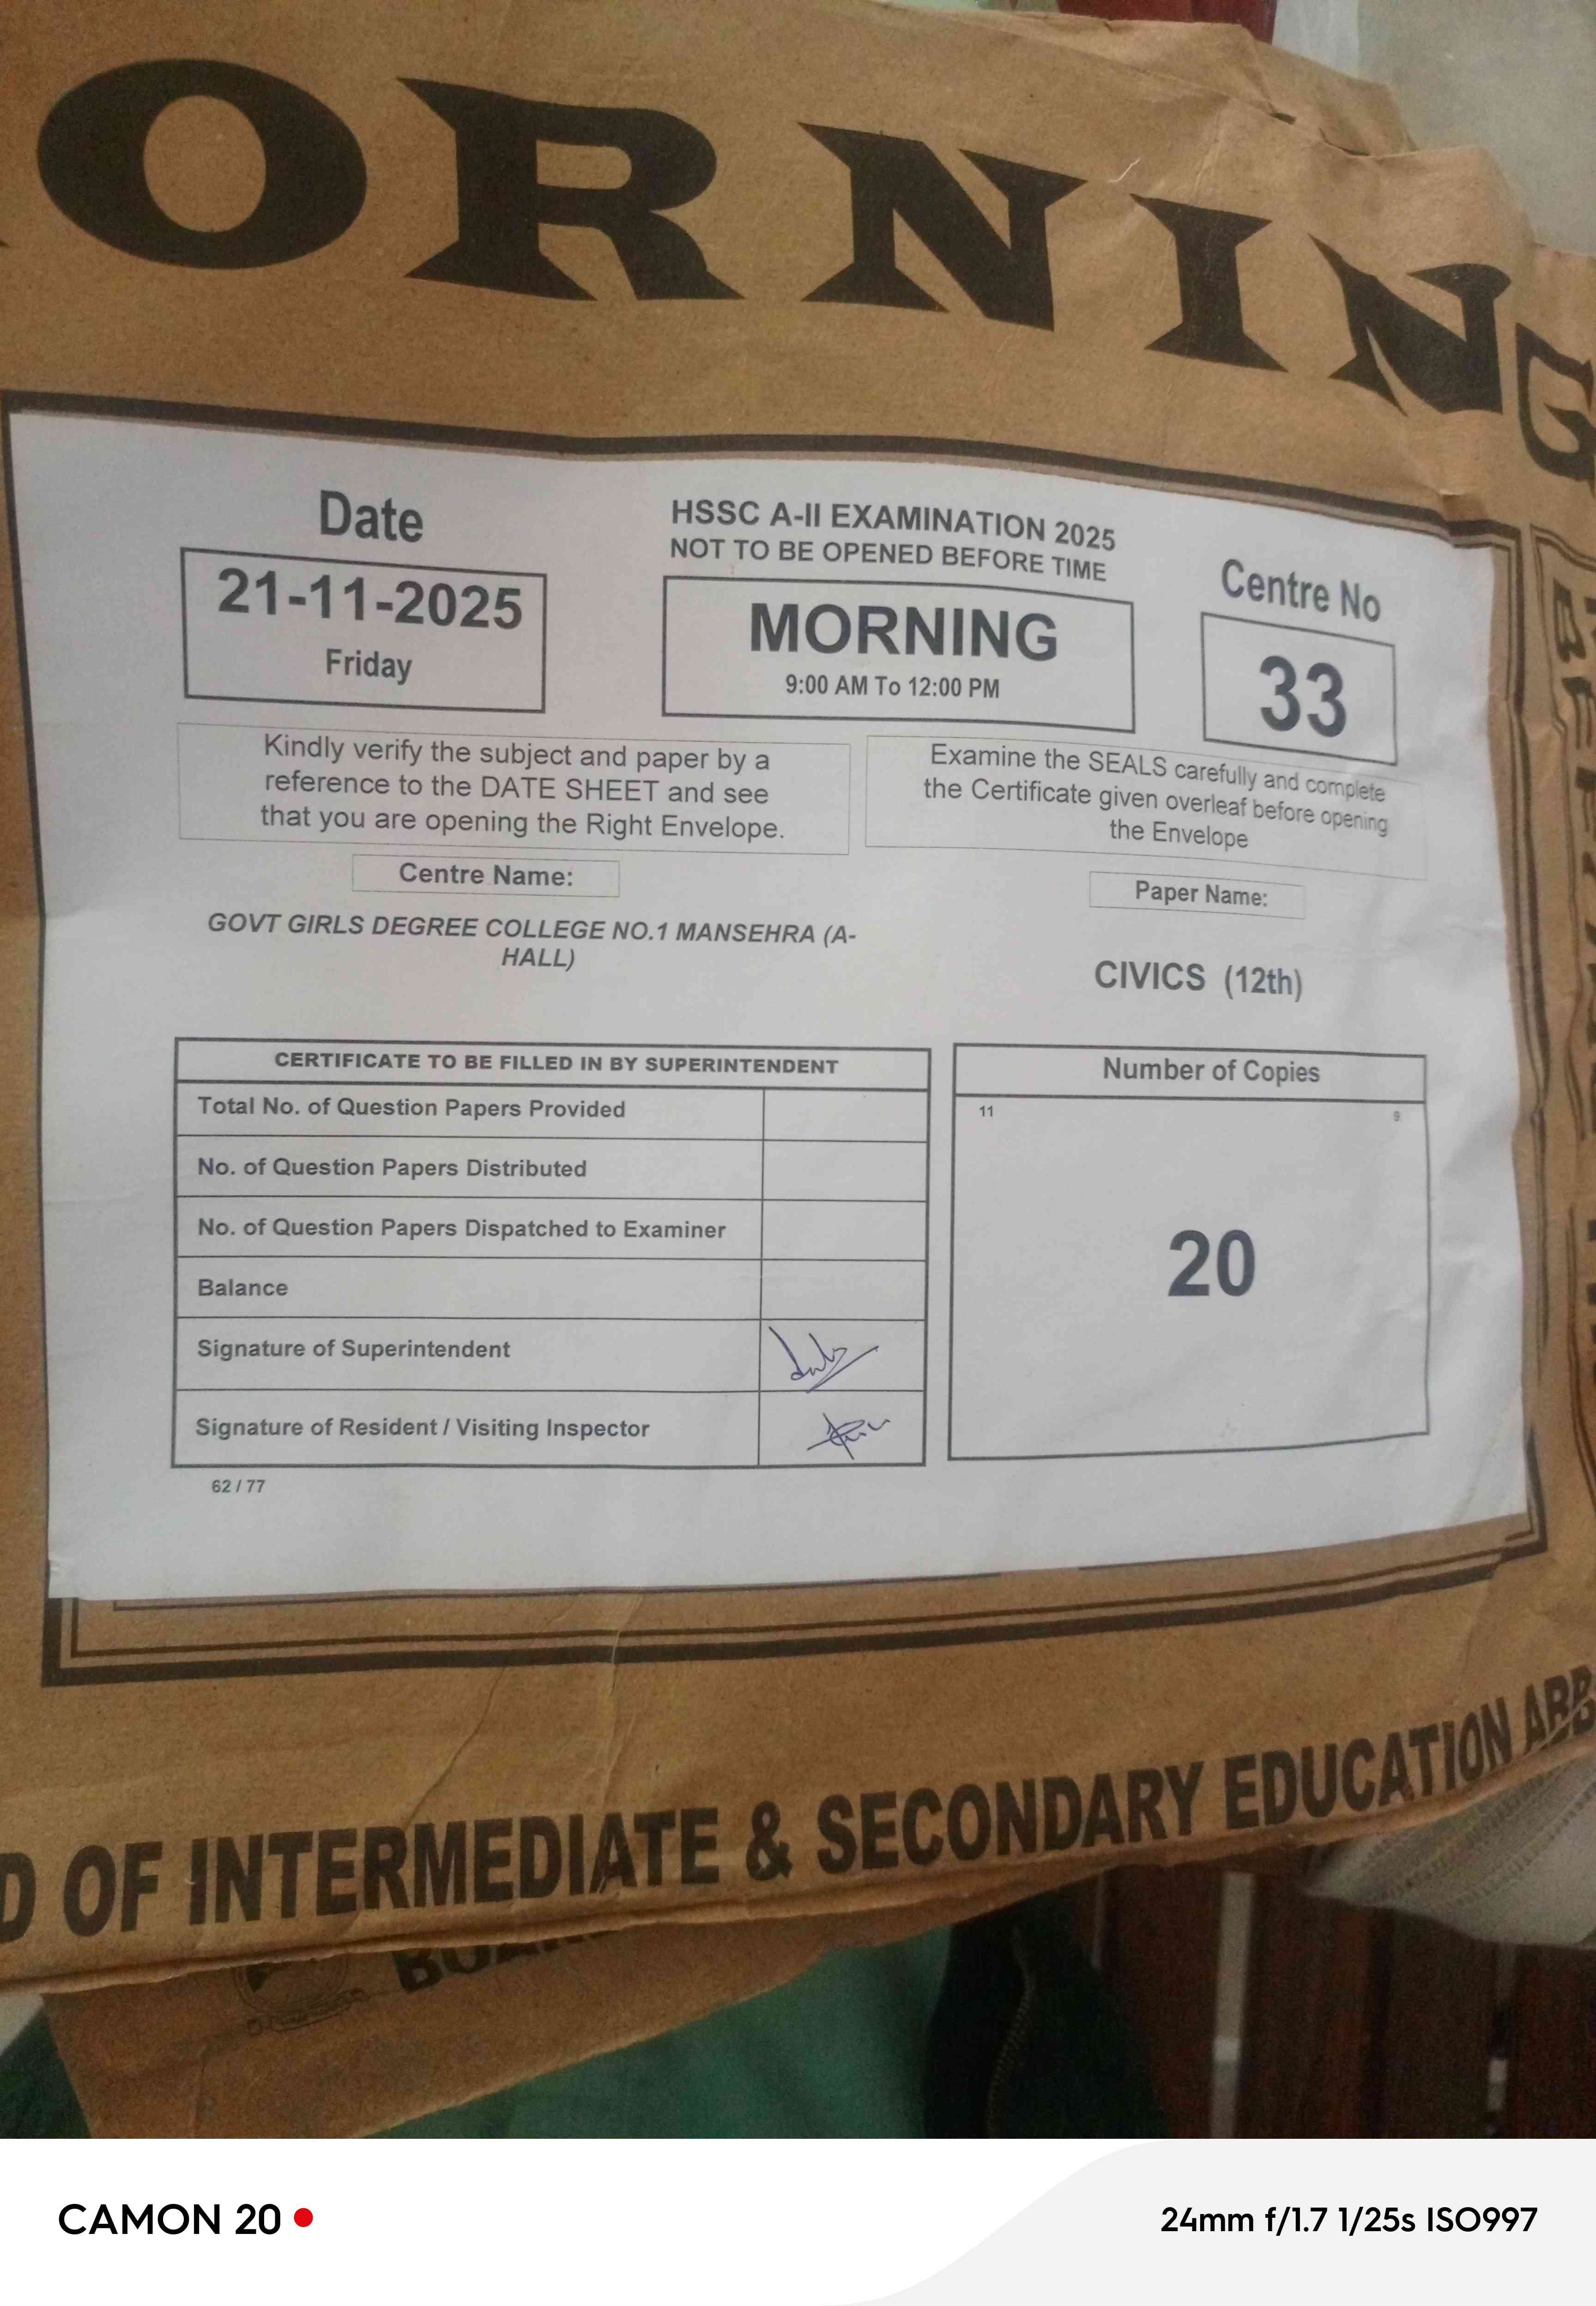 ORNING
Date
21-11-2025
Friday
HSSC A-II EXAMINATION 2025
NOT TO BE OPENED BEFORE TIME
MORNING
9:00 AM To 12:00 PM
Centre No
33
Kindly verify the subject and paper by a
reference to the DATE SHEET and see
that you are opening the Right Envelope.
Examine the SEALS carefully and complete
the Certificate given overleaf before opening
the Envelope
Centre Name:
GOVT GIRLS DEGREE COLLEGE NO.1 MANSEHRA (A-
HALL)
Paper Name:
CIVICS (12th)
CERTIFICATE TO BE FILLED IN BY SUPERINTENDENT
Total No. of Question Papers Provided
No. of Question Papers Distributed
No. of Question Papers Dispatched to Examiner
Balance
Signature of Superintendent
Signature of Resident / Visiting Inspector
62 / 77
Number of Copies
11 9
20
D OF INTERMEDIATE & SECONDARY EDUCATION ABB
CAMON 20
24mm f/1.7 1/25s ISO997